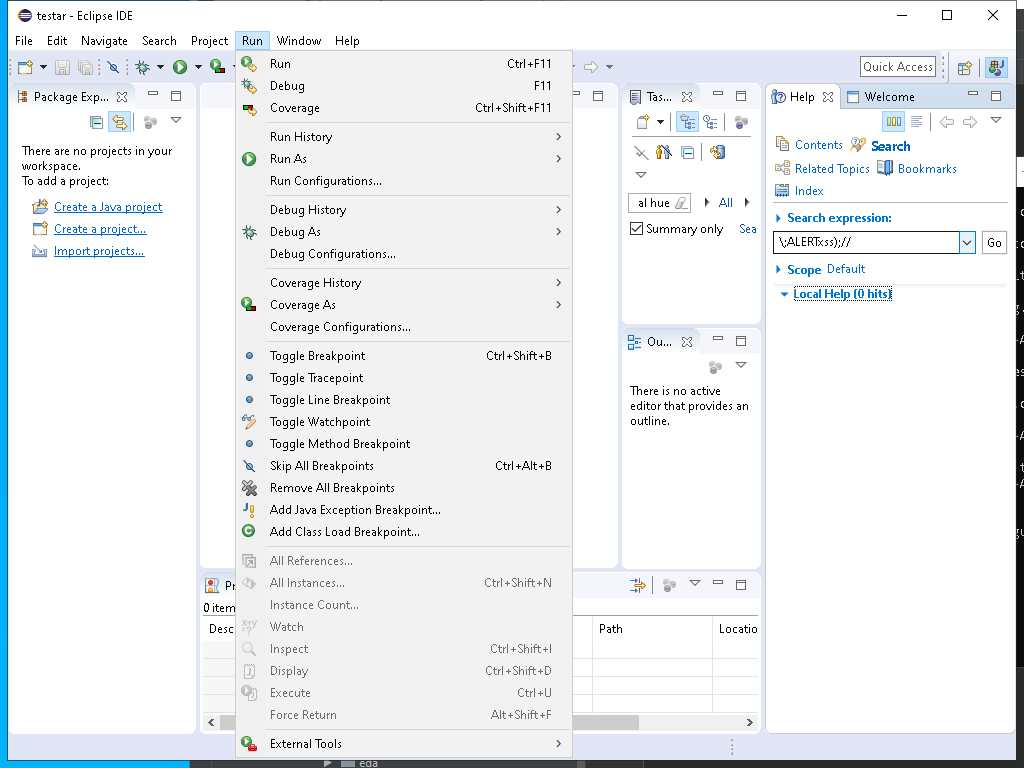 testar - Eclipse IDE
File Edit Navigate Search Project Run Window Help
Quick Access
Package Exp...
There are no projects in your
workspace.
To add a project:
Create a Java project
Create a project...
Import projects...
Run Ctrl+F11
Debug F11
Coverage Ctrl+Shift+F11
Run History
Run As
Run Configurations...
Debug History
Debug As
Debug Configurations...
Coverage History
Coverage As
Coverage Configurations...
Toggle Breakpoint Ctrl+Shift+B
Toggle Tracepoint
Toggle Line Breakpoint
Toggle Watchpoint
Toggle Method Breakpoint
Skip All Breakpoints Ctrl+Alt+B
Remove All Breakpoints
Add Java Exception Breakpoint...
Add Class Load Breakpoint...
All References...
All Instances... Ctrl+Shift+N
Instance Count...
Watch
Inspect Ctrl+Shift+I
Display Ctrl+Shift+D
Execute Ctrl+U
Force Return Alt+Shift+F
External Tools
Tas...
al hue All
Summary only Sea
Ou...
There is no active
editor that provides an
outline.
Help Welcome
Contents Search
Related Topics Bookmarks
Index
Search expression:
\;ALERTxss);// Go
Scope Default
Local Help (0 hits)
Pr
0 item
Desc Path Locatio
eda